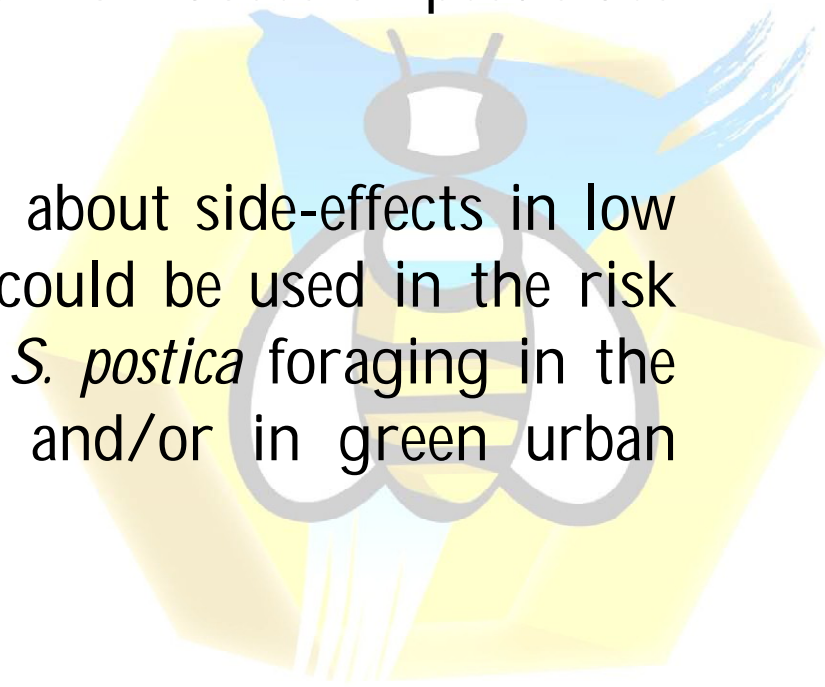 about side-effects in low
could be used in the risk
S. postica foraging in the
and/or in green urban